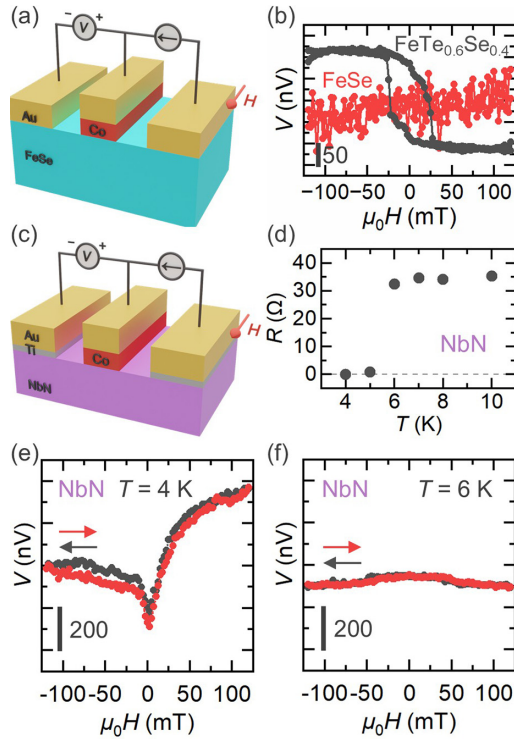 (a)
− V +
H
Au
Co
FeSe
(b)
FeTe0.6Se0.4
FeSe
V (nV)
50
-100 -50 0 50 100
μ0H (mT)
(c)
− V +
H
Au
Ti
Co
NbN
(d)
R (Ω)
40
30
20
10
0
NbN
4 6 8 10
T (K)
(e)
NbN T = 4 K
V (nV)
200
-100 -50 0 50 100
μ0H (mT)
(f)
NbN T = 6 K
V (nV)
200
-100 -50 0 50 100
μ0H (mT)